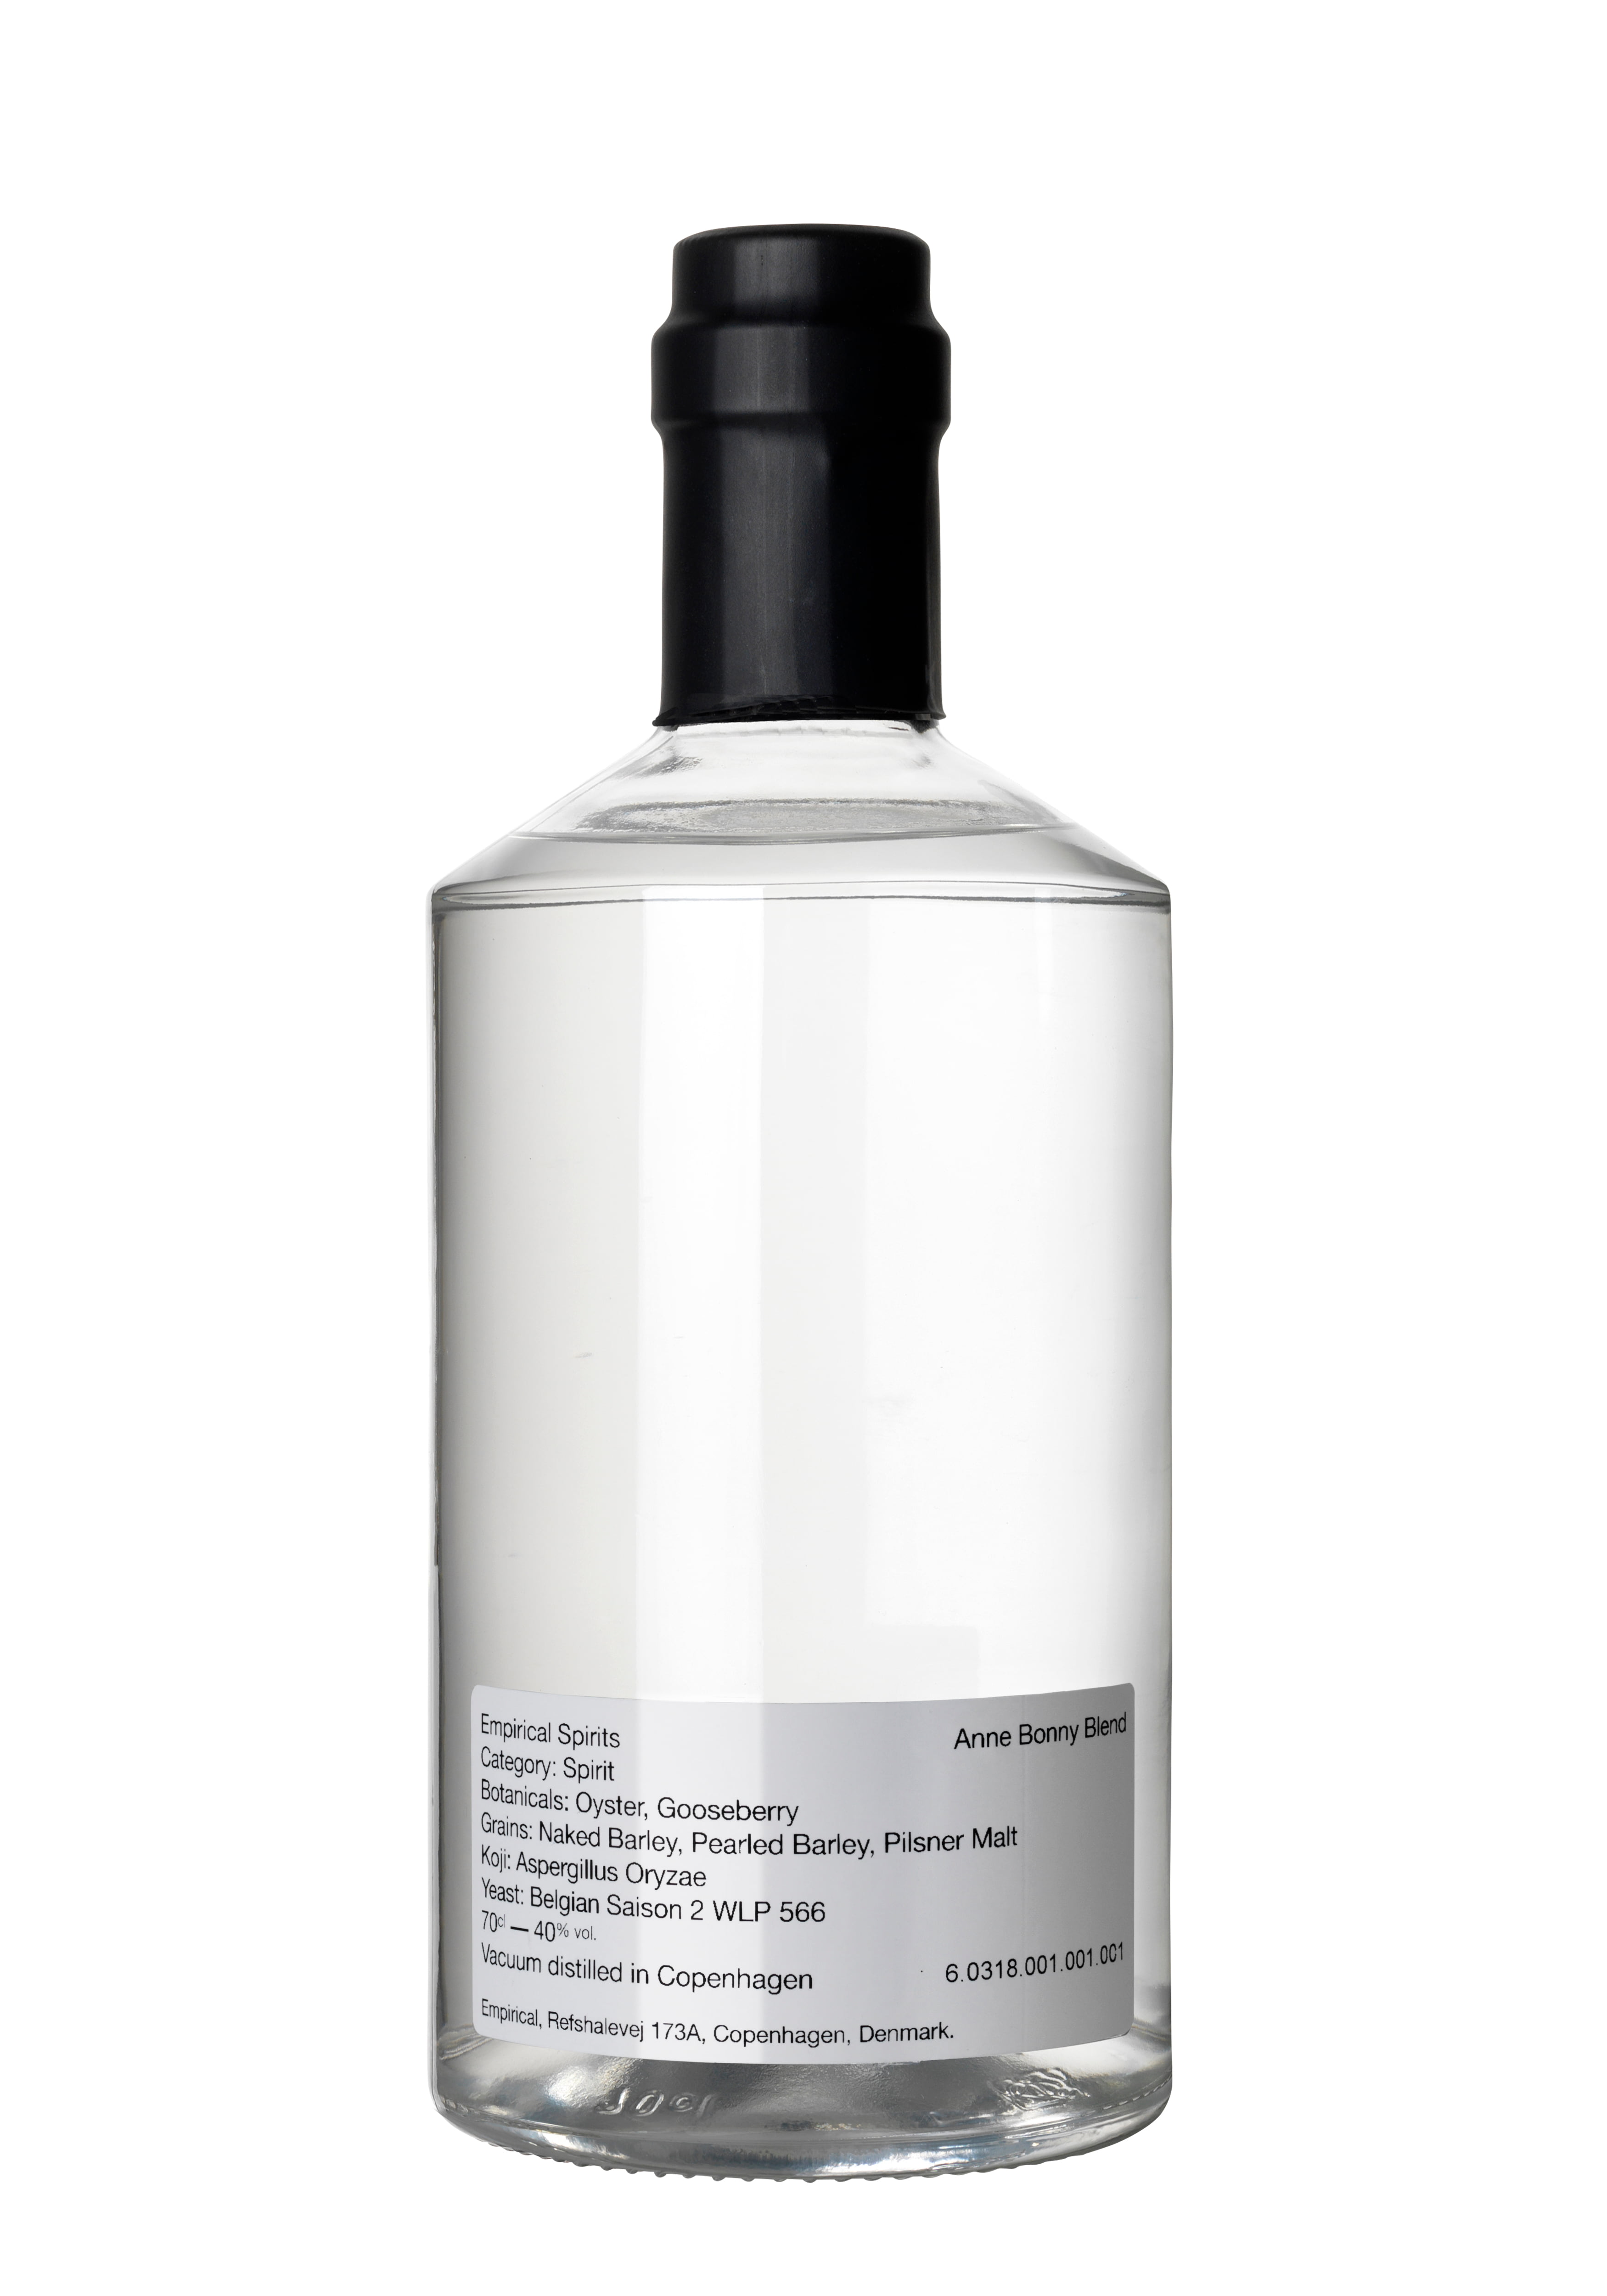 Empirical Spirits
Anne Bonny Blend
Category: Spirit
Botanicals: Oyster, Gooseberry
Grains: Naked Barley, Pearled Barley, Pilsner Malt
Koji: Aspergillus Oryzae
Yeast: Belgian Saison 2 WLP 566
70cl — 40% vol.
Vacuum distilled in Copenhagen
6.0318.001.001.001
Empirical, Refshalevej 173A, Copenhagen, Denmark.